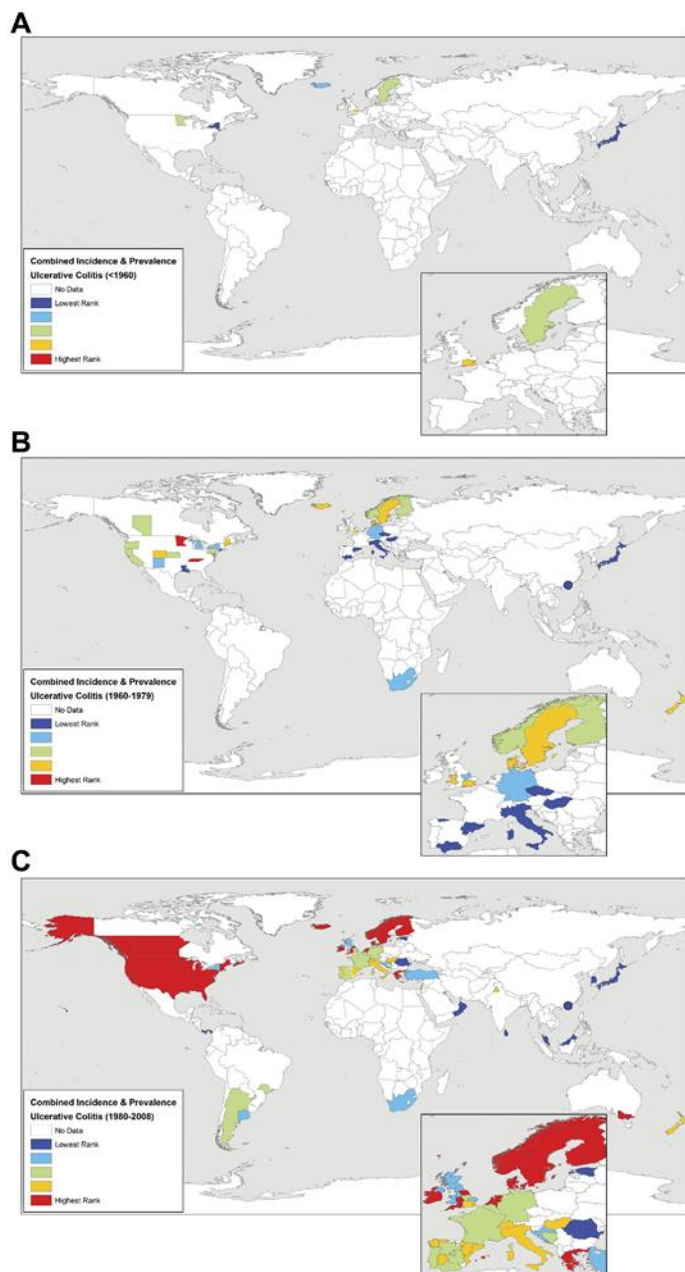 A
Combined Incidence & Prevalence
Ulcerative Colitis (<1960)
No Data
Lowest Rank
Highest Rank
B
Combined Incidence & Prevalence
Ulcerative Colitis (1960-1979)
No Data
Lowest Rank
Highest Rank
C
Combined Incidence & Prevalence
Ulcerative Colitis (1980-2008)
No Data
Lowest Rank
Highest Rank